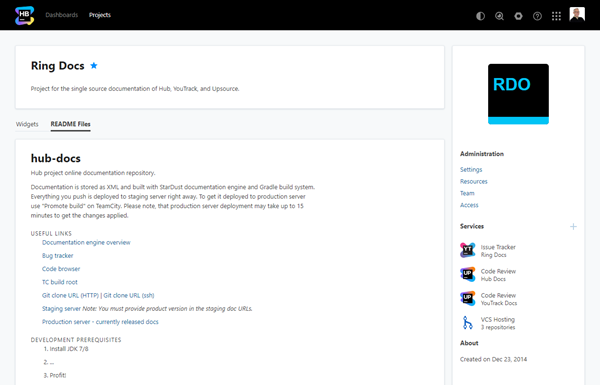 HB
Dashboards Projects
Ring Docs
Project for the single source documentation of Hub, YouTrack, and Upsource.
Widgets README Files
hub-docs
Hub project online documentation repository.
Documentation is stored as XML and built with StarDust documentation engine and Gradle build system.
Everything you push is deployed to staging server right away. To get it deployed to production server
use "Promote build" on TeamCity. Please note, that production server deployment may take up to 15
minutes to get the changes applied.
USEFUL LINKS
Documentation engine overview
Bug tracker
Code browser
TC build root
Git clone URL (HTTP) | Git clone URL (ssh)
Staging server Note: You must provide product version in the staging doc URLs.
Production server - currently released docs
DEVELOPMENT PREREQUISITES
1. Install JDK 7/8
2. ...
3. Profit!
RDO
Administration
Settings
Resources
Team
Access
Services
YT
Issue Tracker
Ring Docs
UP
Code Review
Hub Docs
UP
Code Review
YouTrack Docs
VCS Hosting
3 repositories
About
Created on Dec 23, 2014